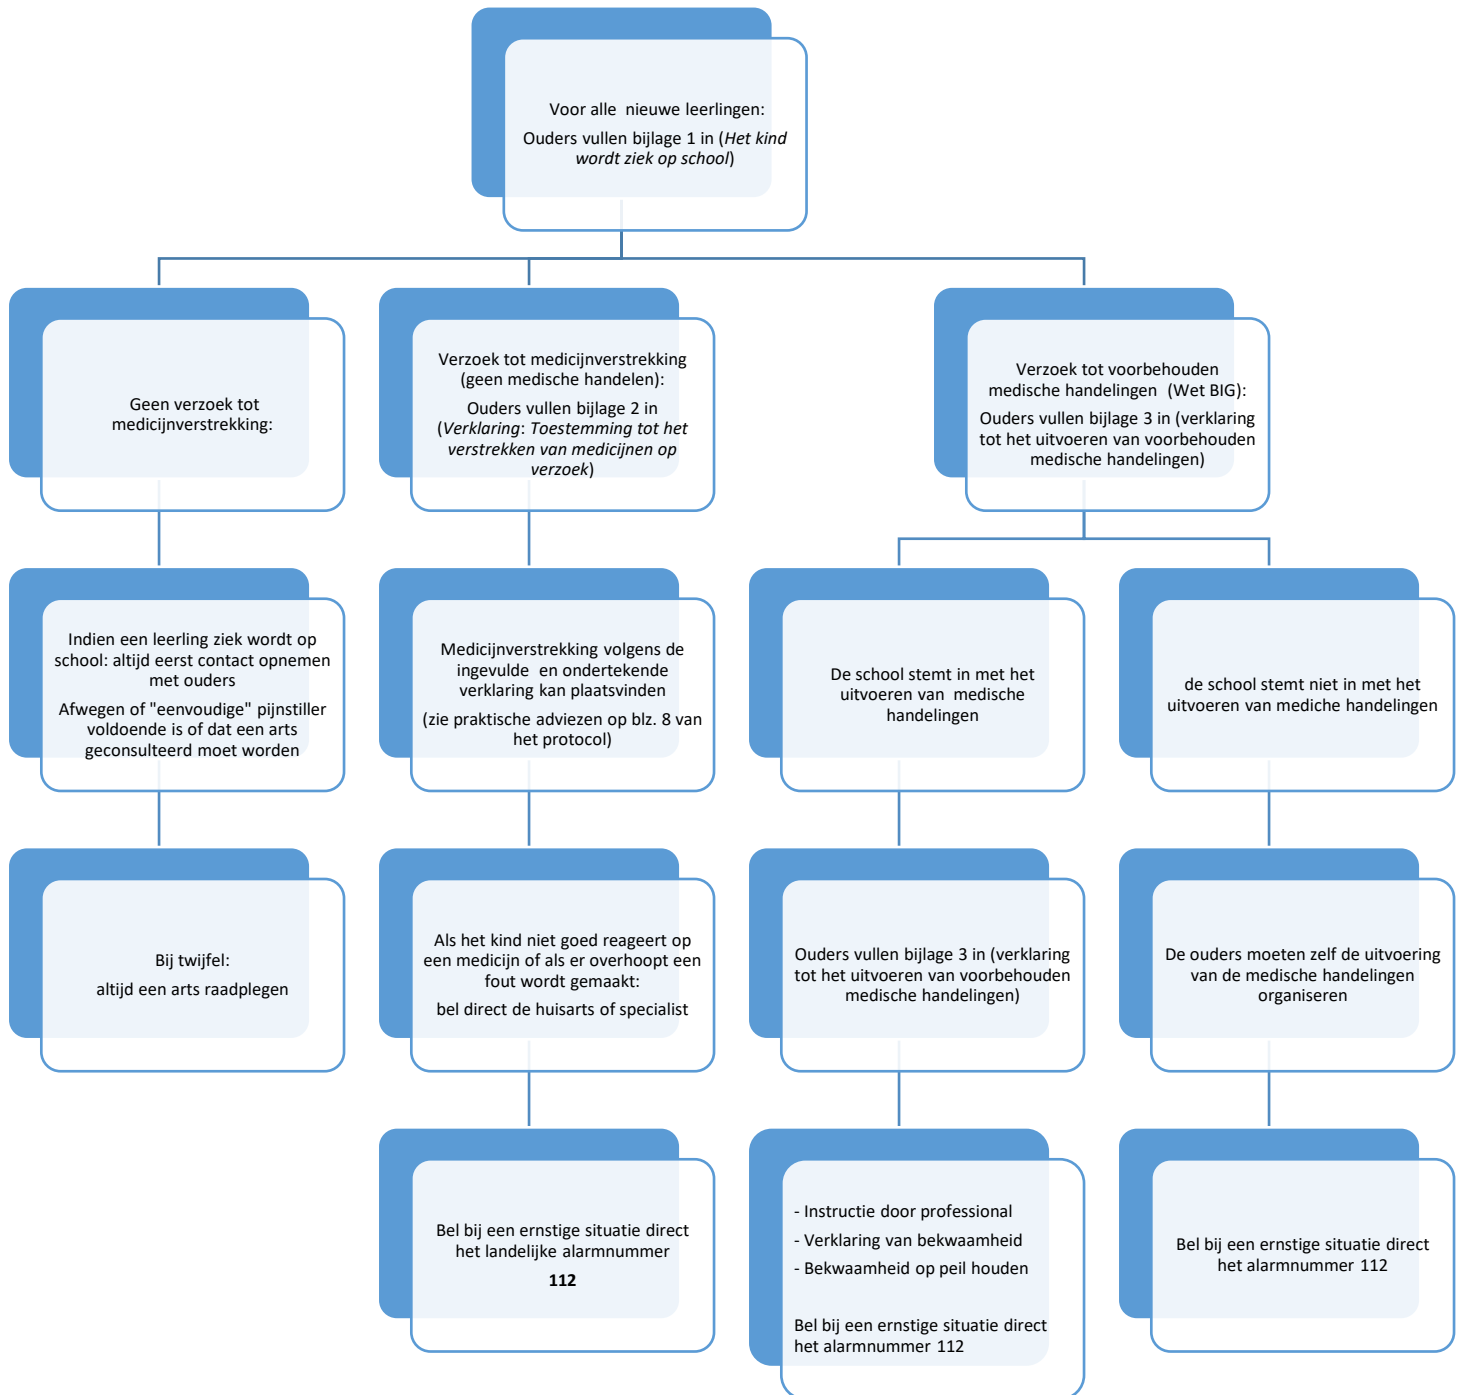 Voor alle nieuwe leerlingen:
Ouders vullen bijlage 1 in (Het kind
wordt ziek op school)
Geen verzoek tot
medicijnverstrekking:
Verzoek tot medicijnverstrekking
(geen medische handelen):
Ouders vullen bijlage 2 in
(Verklaring: Toestemming tot het
verstrekken van medicijnen op
verzoek)
Verzoek tot voorbehouden
medische handelingen (Wet BIG):
Ouders vullen bijlage 3 in (verklaring
tot het uitvoeren van voorbehouden
medische handelingen)
Indien een leerling ziek wordt op
school: altijd eerst contact opnemen
met ouders
Afwegen of "eenvoudige" pijnstiller
voldoende is of dat een arts
geconsulteerd moet worden
Medicijnverstrekking volgens de
ingevulde en ondertekende
verklaring kan plaatsvinden
(zie praktische adviezen op blz. 8 van
het protocol)
De school stemt in met het
uitvoeren van medische
handelingen
de school stemt niet in met het
uitvoeren van mediche handelingen
Bij twijfel:
altijd een arts raadplegen
Als het kind niet goed reageert op
een medicijn of als er overhoopt een
fout wordt gemaakt:
bel direct de huisarts of specialist
Ouders vullen bijlage 3 in (verklaring
tot het uitvoeren van voorbehouden
medische handelingen)
De ouders moeten zelf de uitvoering
van de medische handelingen
organiseren
Bel bij een ernstige situatie direct
het landelijke alarmnummer
112
- Instructie door professional
- Verklaring van bekwaamheid
- Bekwaamheid op peil houden
Bel bij een ernstige situatie direct
het alarmnummer 112
Bel bij een ernstige situatie direct
het alarmnummer 112